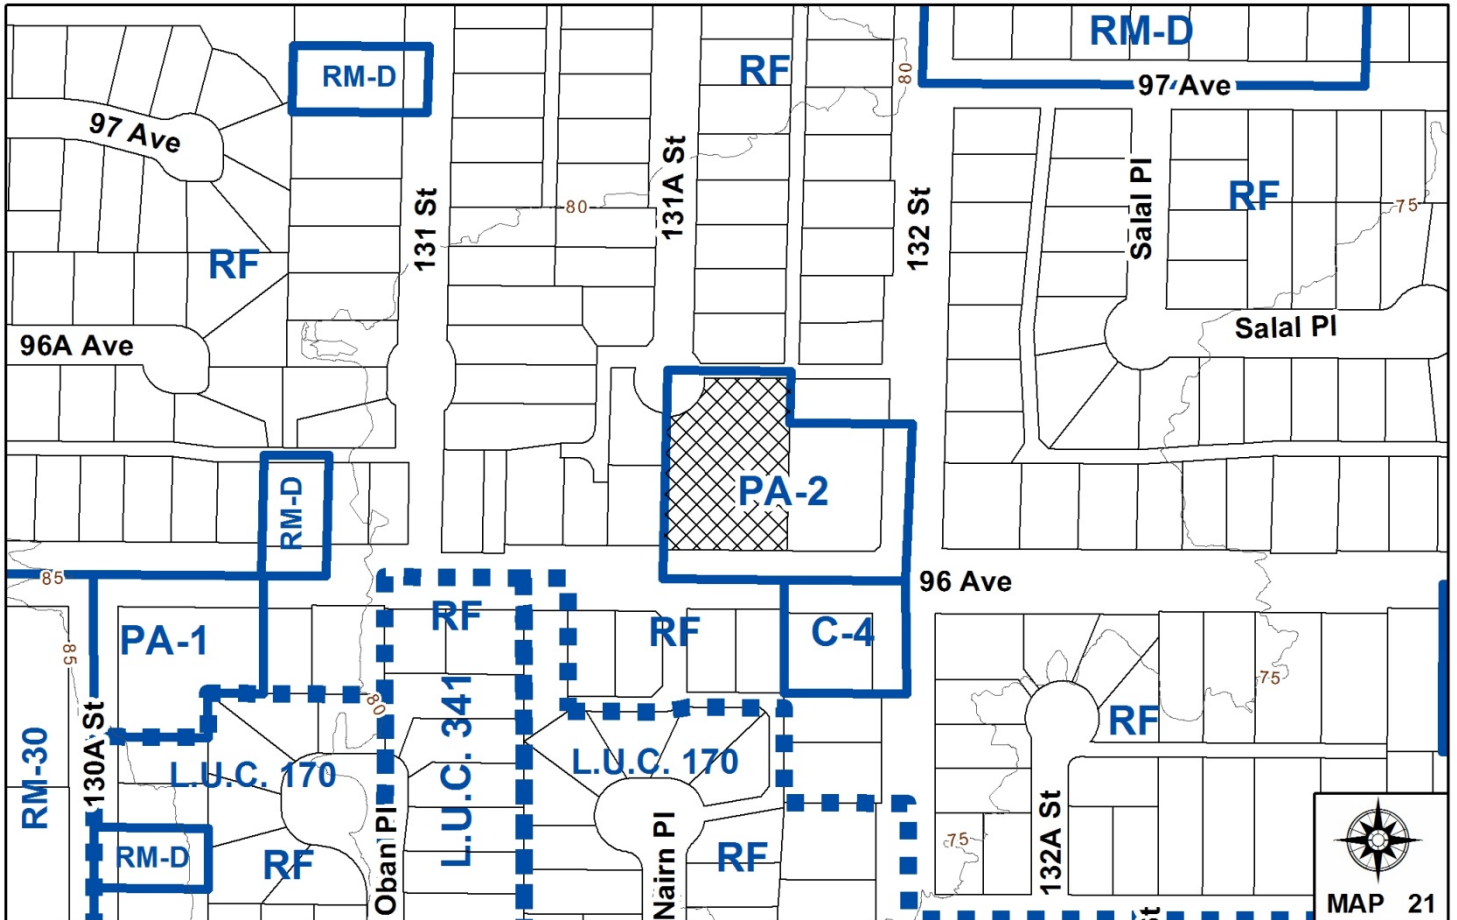 RM-D
RM-D
RF
80
97 Ave
97 Ave
131A St
Salal Pl
RF
75
80
131 St
132 St
RF
96A Ave
Salal Pl
RM-D
PA-2
85
96 Ave
RF
RF
C-4
PA-1
85
75
80
RF
L.U.C. 341
130A St
RM-30
L.U.C. 170
L.U.C. 170
132A St
75
Oban Pl
Nairn Pl
RM-D
RF
RF
MAP 21
St